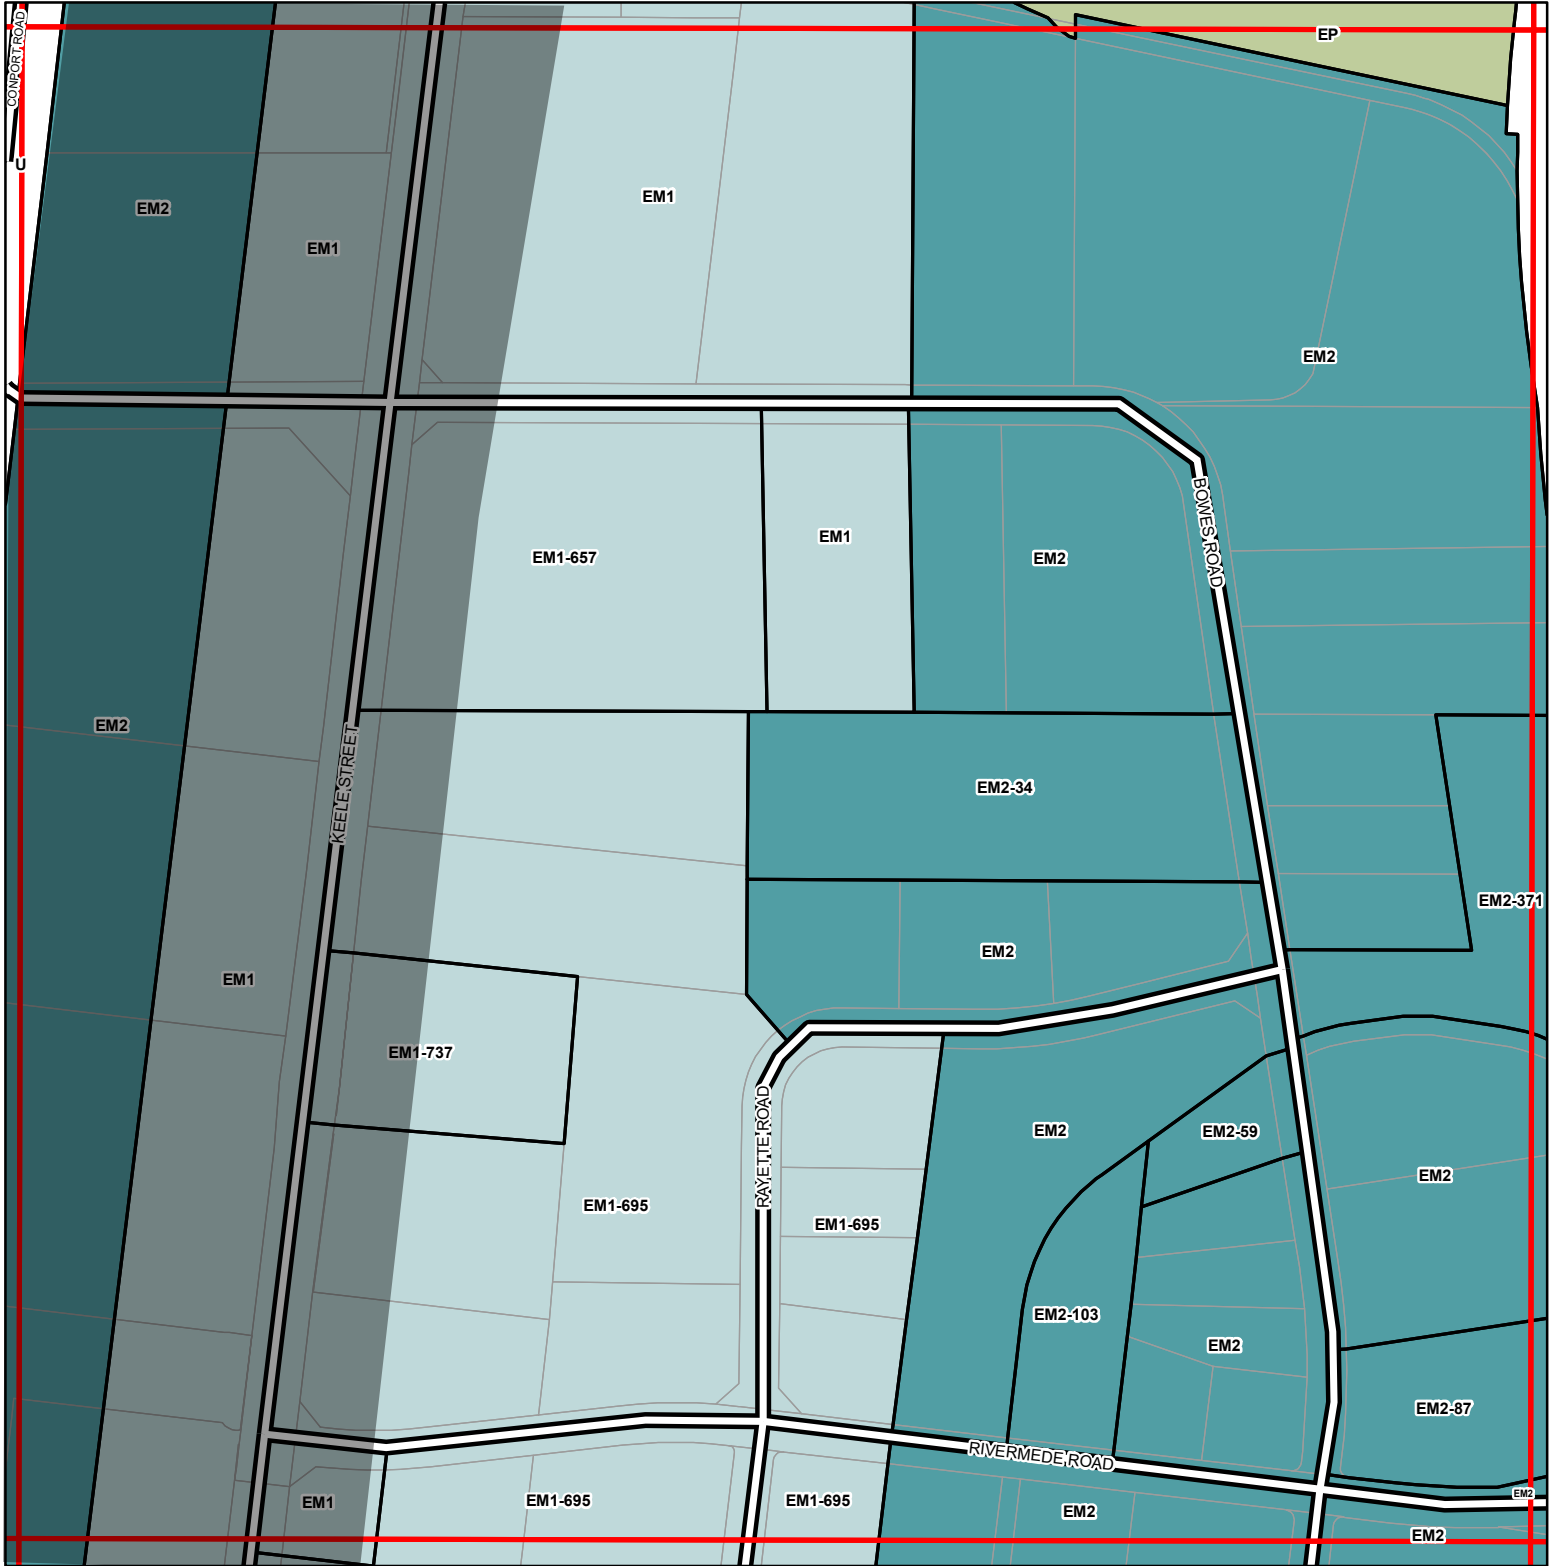 CONPORT ROAD
EP
U
EM2
EM1
EM1
EM2
EM1-657
EM1
EM2
BOWES ROAD
EM2
KEELE STREET
EM2-34
EM2-371
EM2
EM1
EM1-737
RAYETTE ROAD
EM2
EM2-59
EM2
EM1-695
EM1-695
EM2-103
EM2
EM2-87
RIVERMEDE ROAD
EM1
EM1-695
EM1-695
EM2
EM2
EM2